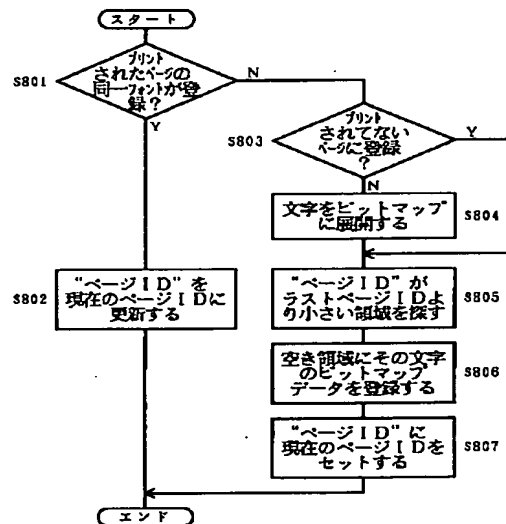 スタート
S801
プリント
されたページの
同一フォントが登
録?
N
Y
S803
プリント
されてない
ページに登録
?
Y
N
文字をビットマップ
に展開する
S804
S802
“ページID”を
現在のページIDに
更新する
“ページID”が
ラストページIDよ
り小さい領域を探す
S805
空き領域にその文字
のビットマップ
データを登録する
S806
“ページID”に
現在のページIDを
セットする
S807
エンド